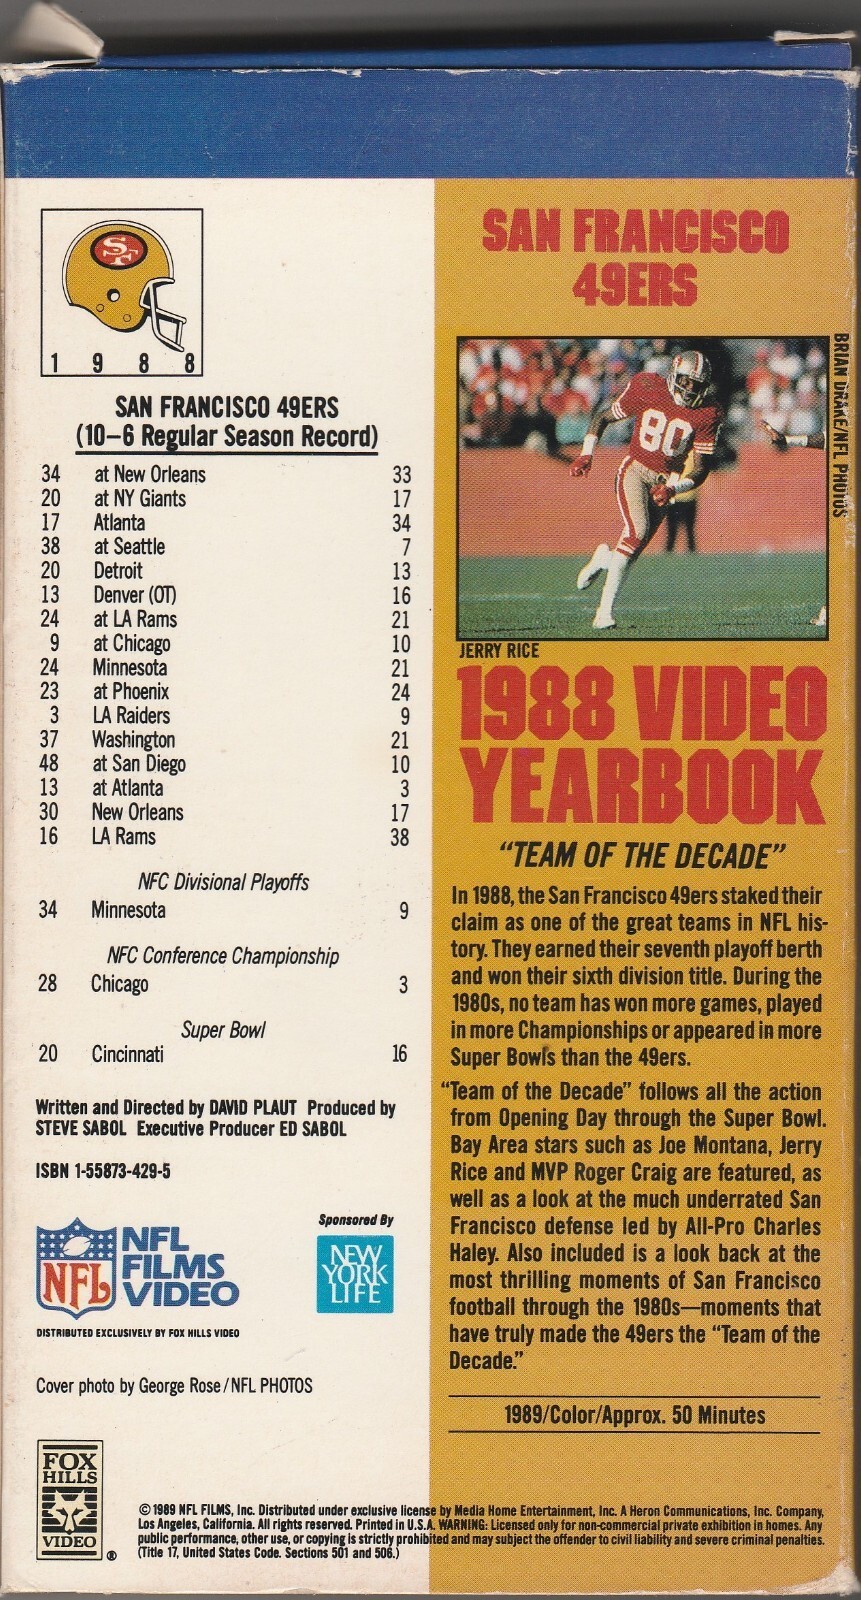 SF
1 9 8 8
SAN FRANCISCO 49ERS
(10–6 Regular Season Record)
34 at New Orleans 33
20 at NY Giants 17
17 Atlanta 34
38 at Seattle 7
20 Detroit 13
13 Denver (OT) 16
24 at LA Rams 21
9 at Chicago 10
24 Minnesota 21
23 at Phoenix 24
3 LA Raiders 9
37 Washington 21
48 at San Diego 10
13 at Atlanta 3
30 New Orleans 17
16 LA Rams 38
NFC Divisional Playoffs
34 Minnesota 9
NFC Conference Championship
28 Chicago 3
Super Bowl
20 Cincinnati 16
Written and Directed by DAVID PLAUT Produced by
STEVE SABOL Executive Producer ED SABOL
ISBN 1-55873-429-5
NFL
NFL
FILMS
VIDEO
DISTRIBUTED EXCLUSIVELY BY FOX HILLS VIDEO
Sponsored By
NEW
YORK
LIFE
Cover photo by George Rose/NFL PHOTOS
FOX
HILLS
VIDEO
®
SAN FRANCISCO
49ERS
80
BRIAN DRAKE/NFL PHOTOS
JERRY RICE
1988 VIDEO
YEARBOOK
“TEAM OF THE DECADE”
In 1988, the San Francisco 49ers staked their
claim as one of the great teams in NFL his-
tory. They earned their seventh playoff berth
and won their sixth division title. During the
1980s, no team has won more games, played
in more Championships or appeared in more
Super Bowls than the 49ers.
“Team of the Decade” follows all the action
from Opening Day through the Super Bowl.
Bay Area stars such as Joe Montana, Jerry
Rice and MVP Roger Craig are featured, as
well as a look at the much underrated San
Francisco defense led by All-Pro Charles
Haley. Also included is a look back at the
most thrilling moments of San Francisco
football through the 1980s—moments that
have truly made the 49ers the “Team of the
Decade.”
1989/Color/Approx. 50 Minutes
©1989 NFL FILMS, Inc. Distributed under exclusive license by Media Home Entertainment, Inc. A Heron Communications, Inc. Company,
Los Angeles, California. All rights reserved. Printed in U.S.A. WARNING: Licensed only for non-commercial private exhibition in homes. Any
public performance, other use, or copying is strictly prohibited and may subject the offender to civil liability and severe criminal penalties.
(Title 17, United States Code. Sections 501 and 506.)